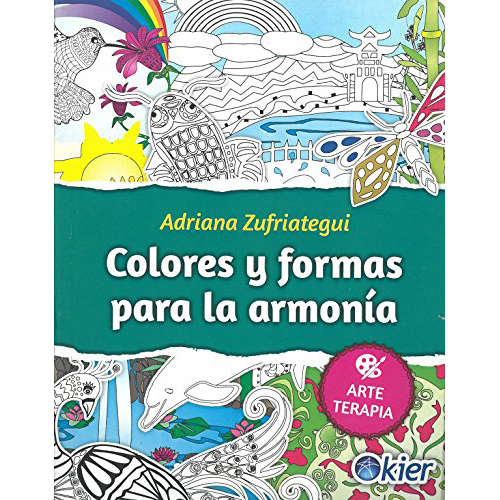 Adriana Zufriategui
Colores y formas
para la armonía
ARTE
TERAPIA
kier